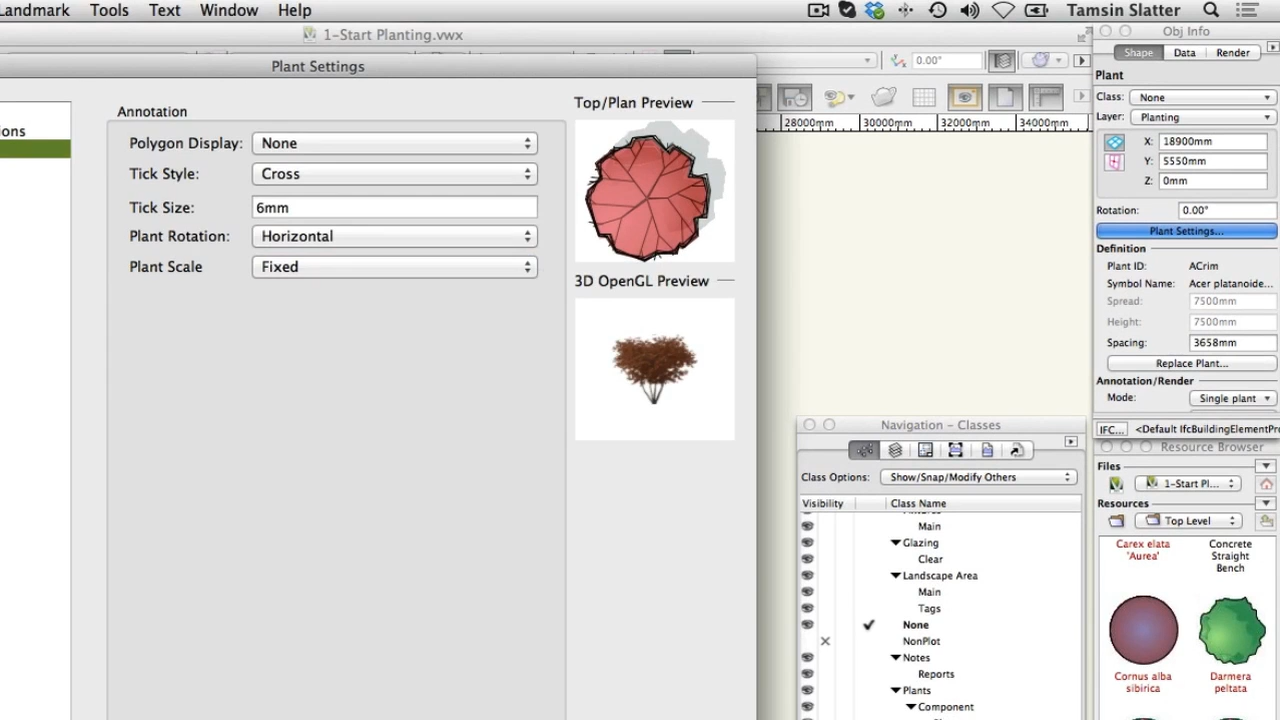 Landmark Tools Text Window Help Tamsin Slatter
1-Start Planting.vwx
Obj Info
Plant Settings
0.00°
Shape Data Render
Plant
Class: None
Layer: Planting
X: 18900mm
Y: 5550mm
Z: 0mm
Rotation: 0.00°
Plant Settings...
Definition
Plant ID: ACrim
Symbol Name: Acer platanoide...
Spread: 7500mm
Height: 7500mm
Spacing: 3658mm
Replace Plant...
Annotation/Render
Mode: Single plant
IFC... <Default IfcBuildingElementPr
28000mm 30000mm 32000mm 34000mm
ions
Annotation
Polygon Display: None
Tick Style: Cross
Tick Size: 6mm
Plant Rotation: Horizontal
Plant Scale Fixed
Top/Plan Preview
3D OpenGL Preview
Navigation - Classes
Class Options: Show/Snap/Modify Others
Visibility Class Name
Main
Glazing
Clear
Landscape Area
Main
Tags
None
NonPlot
Notes
Reports
Plants
Component
Resource Browser
Files
1-Start Pl...
Resources
Top Level
Carex elata
'Aurea'
Concrete
Straight
Bench
Cornus alba
sibirica
Darmera
peltata